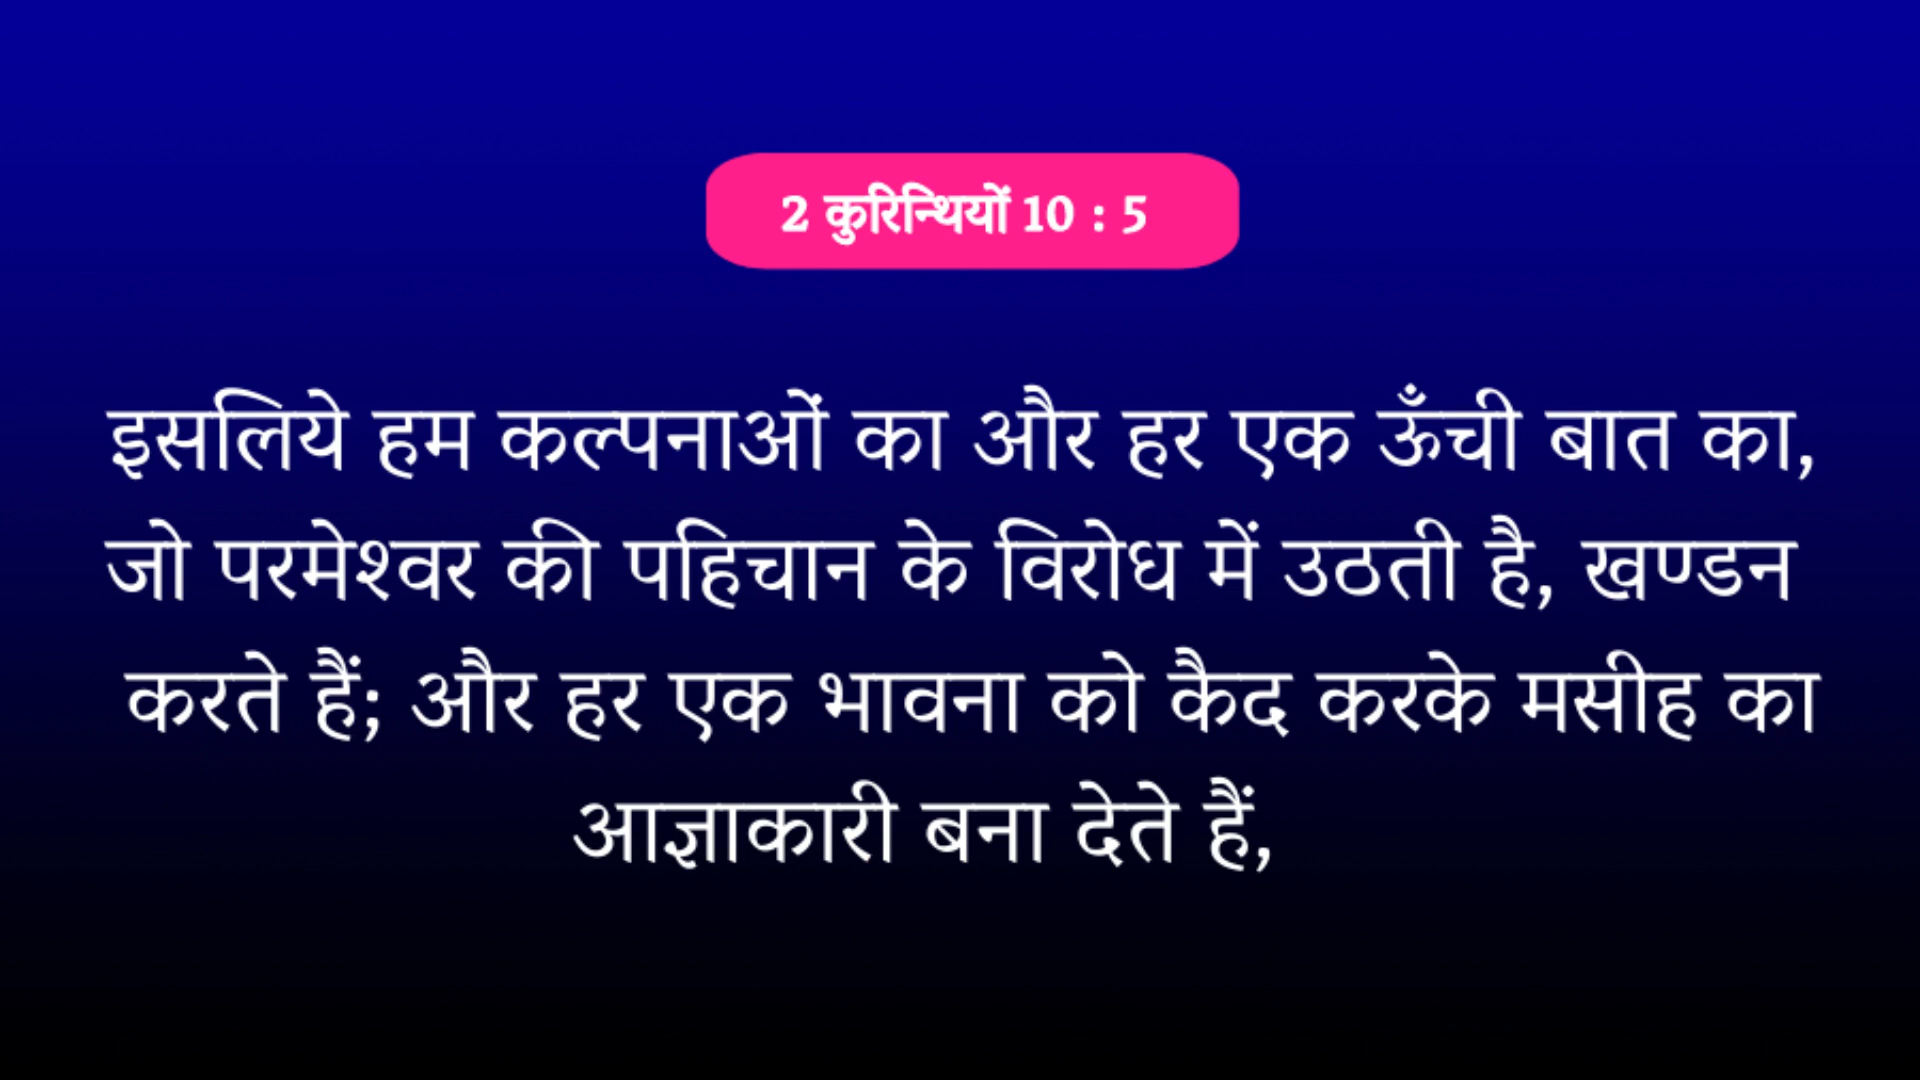 2 कुरिन्थियों 10 : 5
इसलिये हम कल्पनाओं का और हर एक ऊँची बात का,
जो परमेश्वर की पहिचान के विरोध में उठती है, खण्डन
करते हैं; और हर एक भावना को कैद करके मसीह का
आज्ञाकारी बना देते हैं,